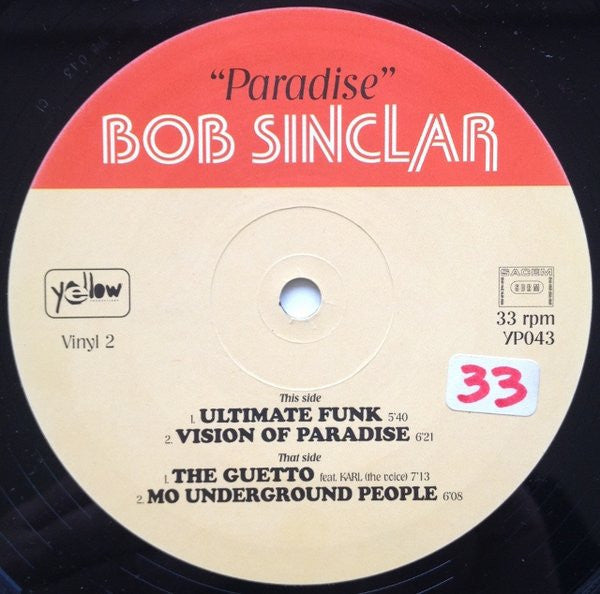 “Paradise”
BOB SINCLAR
yellow
Vinyl 2
SACEM
SDRM
33 rpm
YP043
33
This side
1. ULTIMATE FUNK 5'40
2. VISION OF PARADISE 6'21
That side
1. THE GUETTO feat. KARL (the voice) 7'13
2. MO UNDERGROUND PEOPLE 6'08